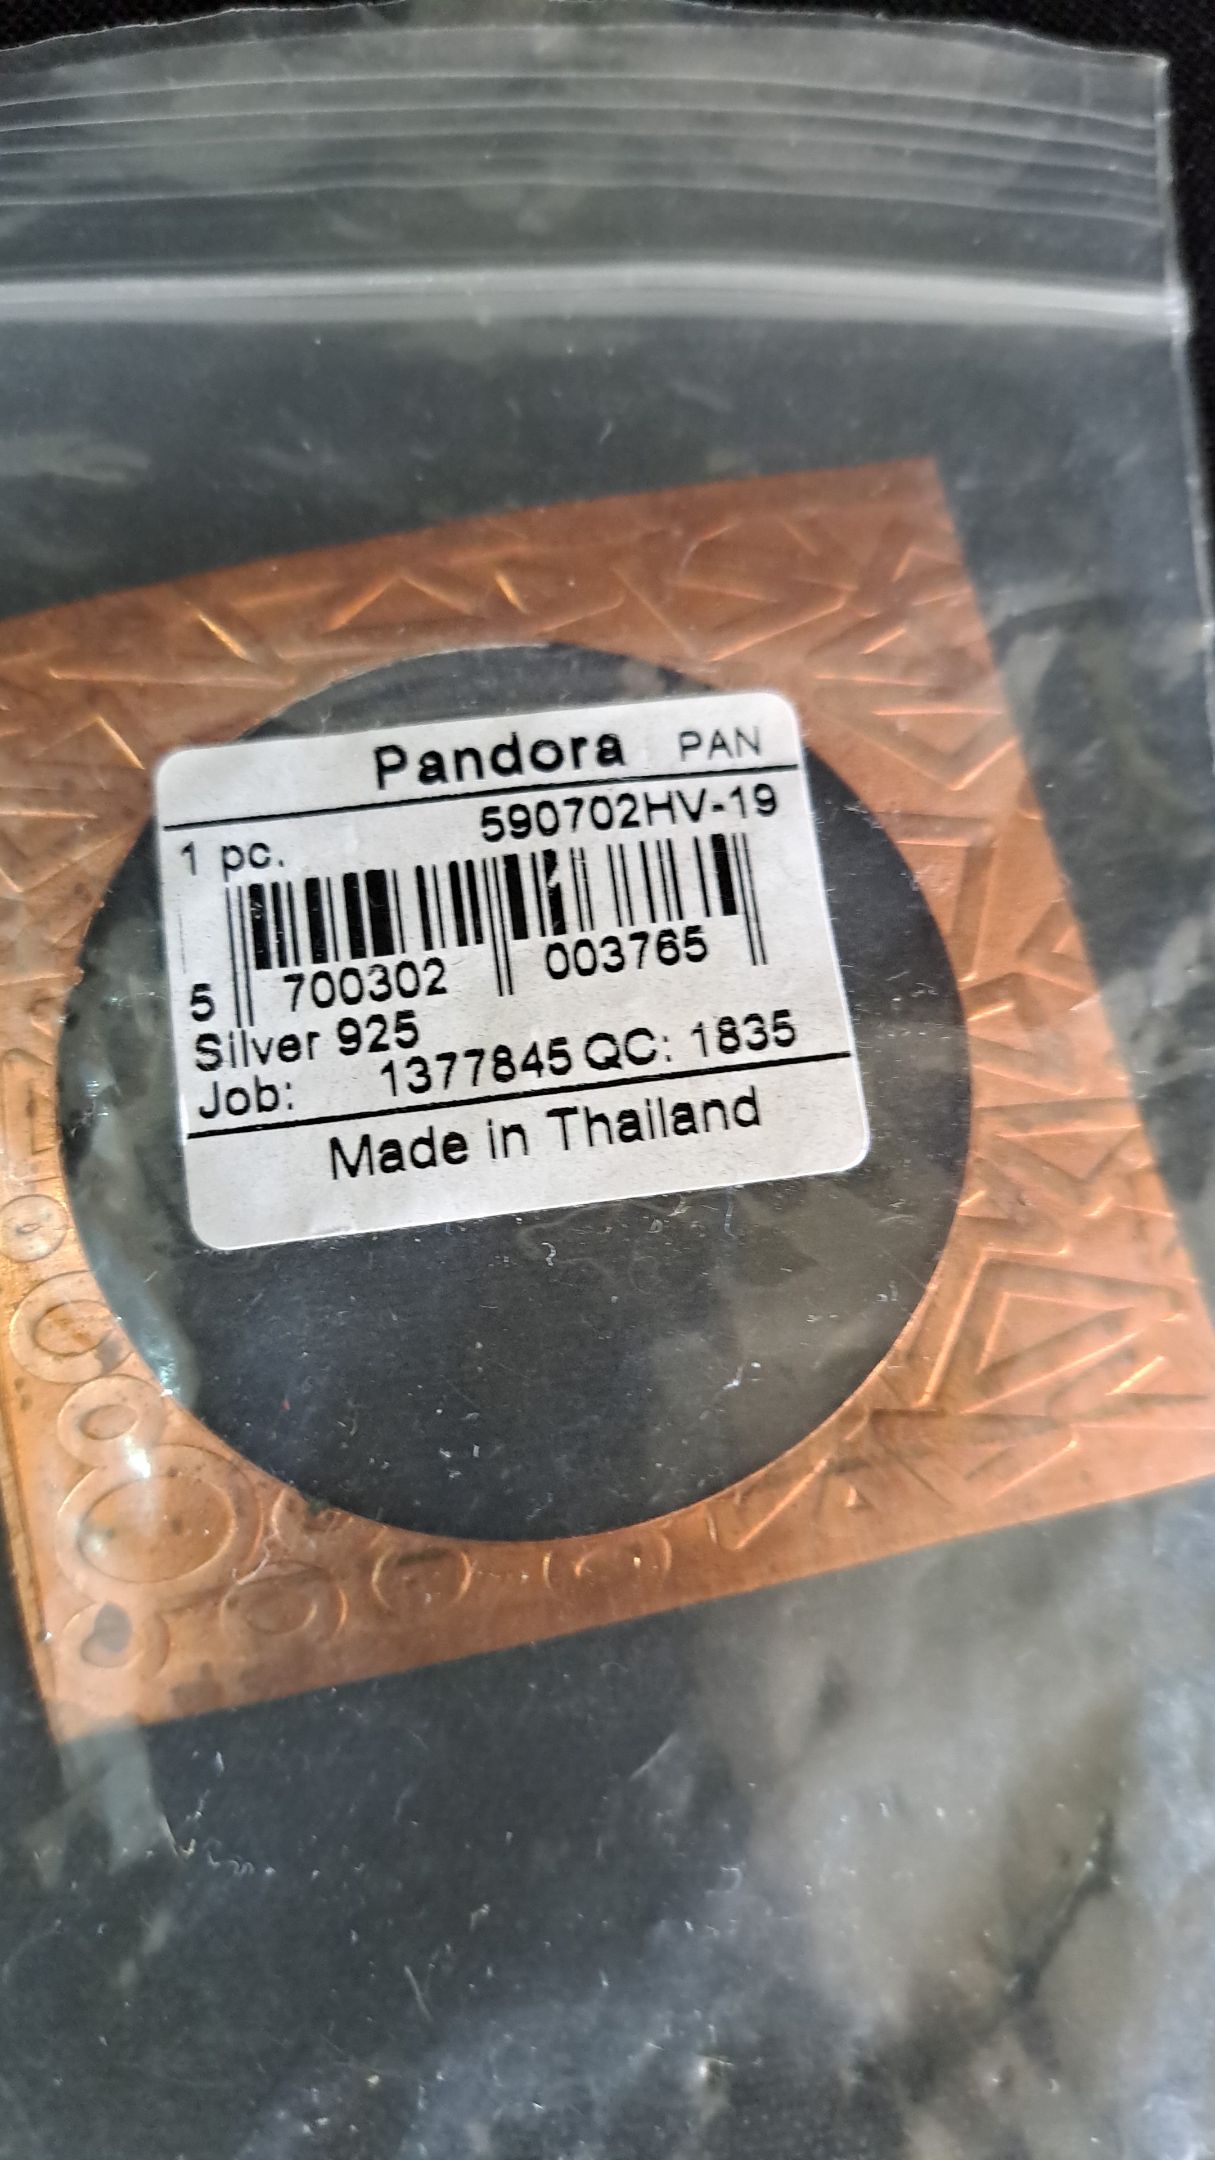 Pandora PAN
590702HV-19
1 pc.
5 700302 003765
Silver 925
Job: 1377845 QC: 1835
Made in Thailand